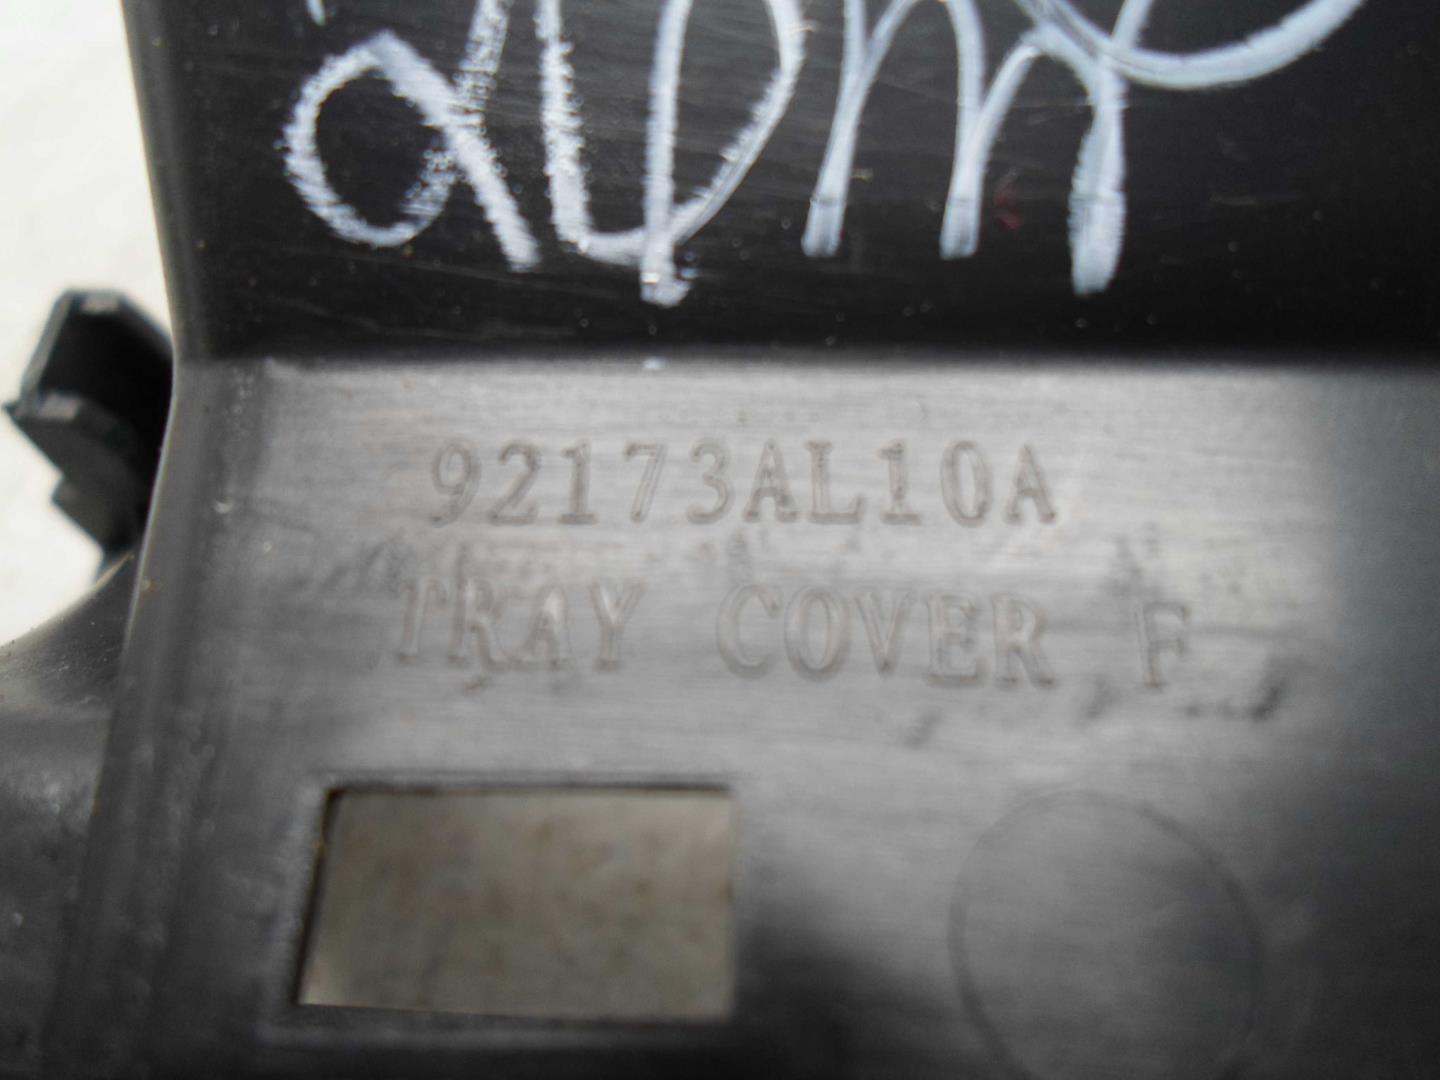 92173AL10A
TRAY COVER F